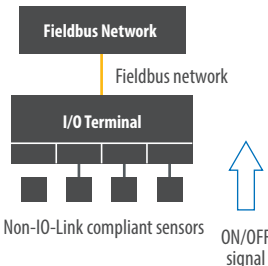 Fieldbus Network
Fieldbus network
I/O Terminal
Non-IO-Link compliant sensors
ON/OFF
signal